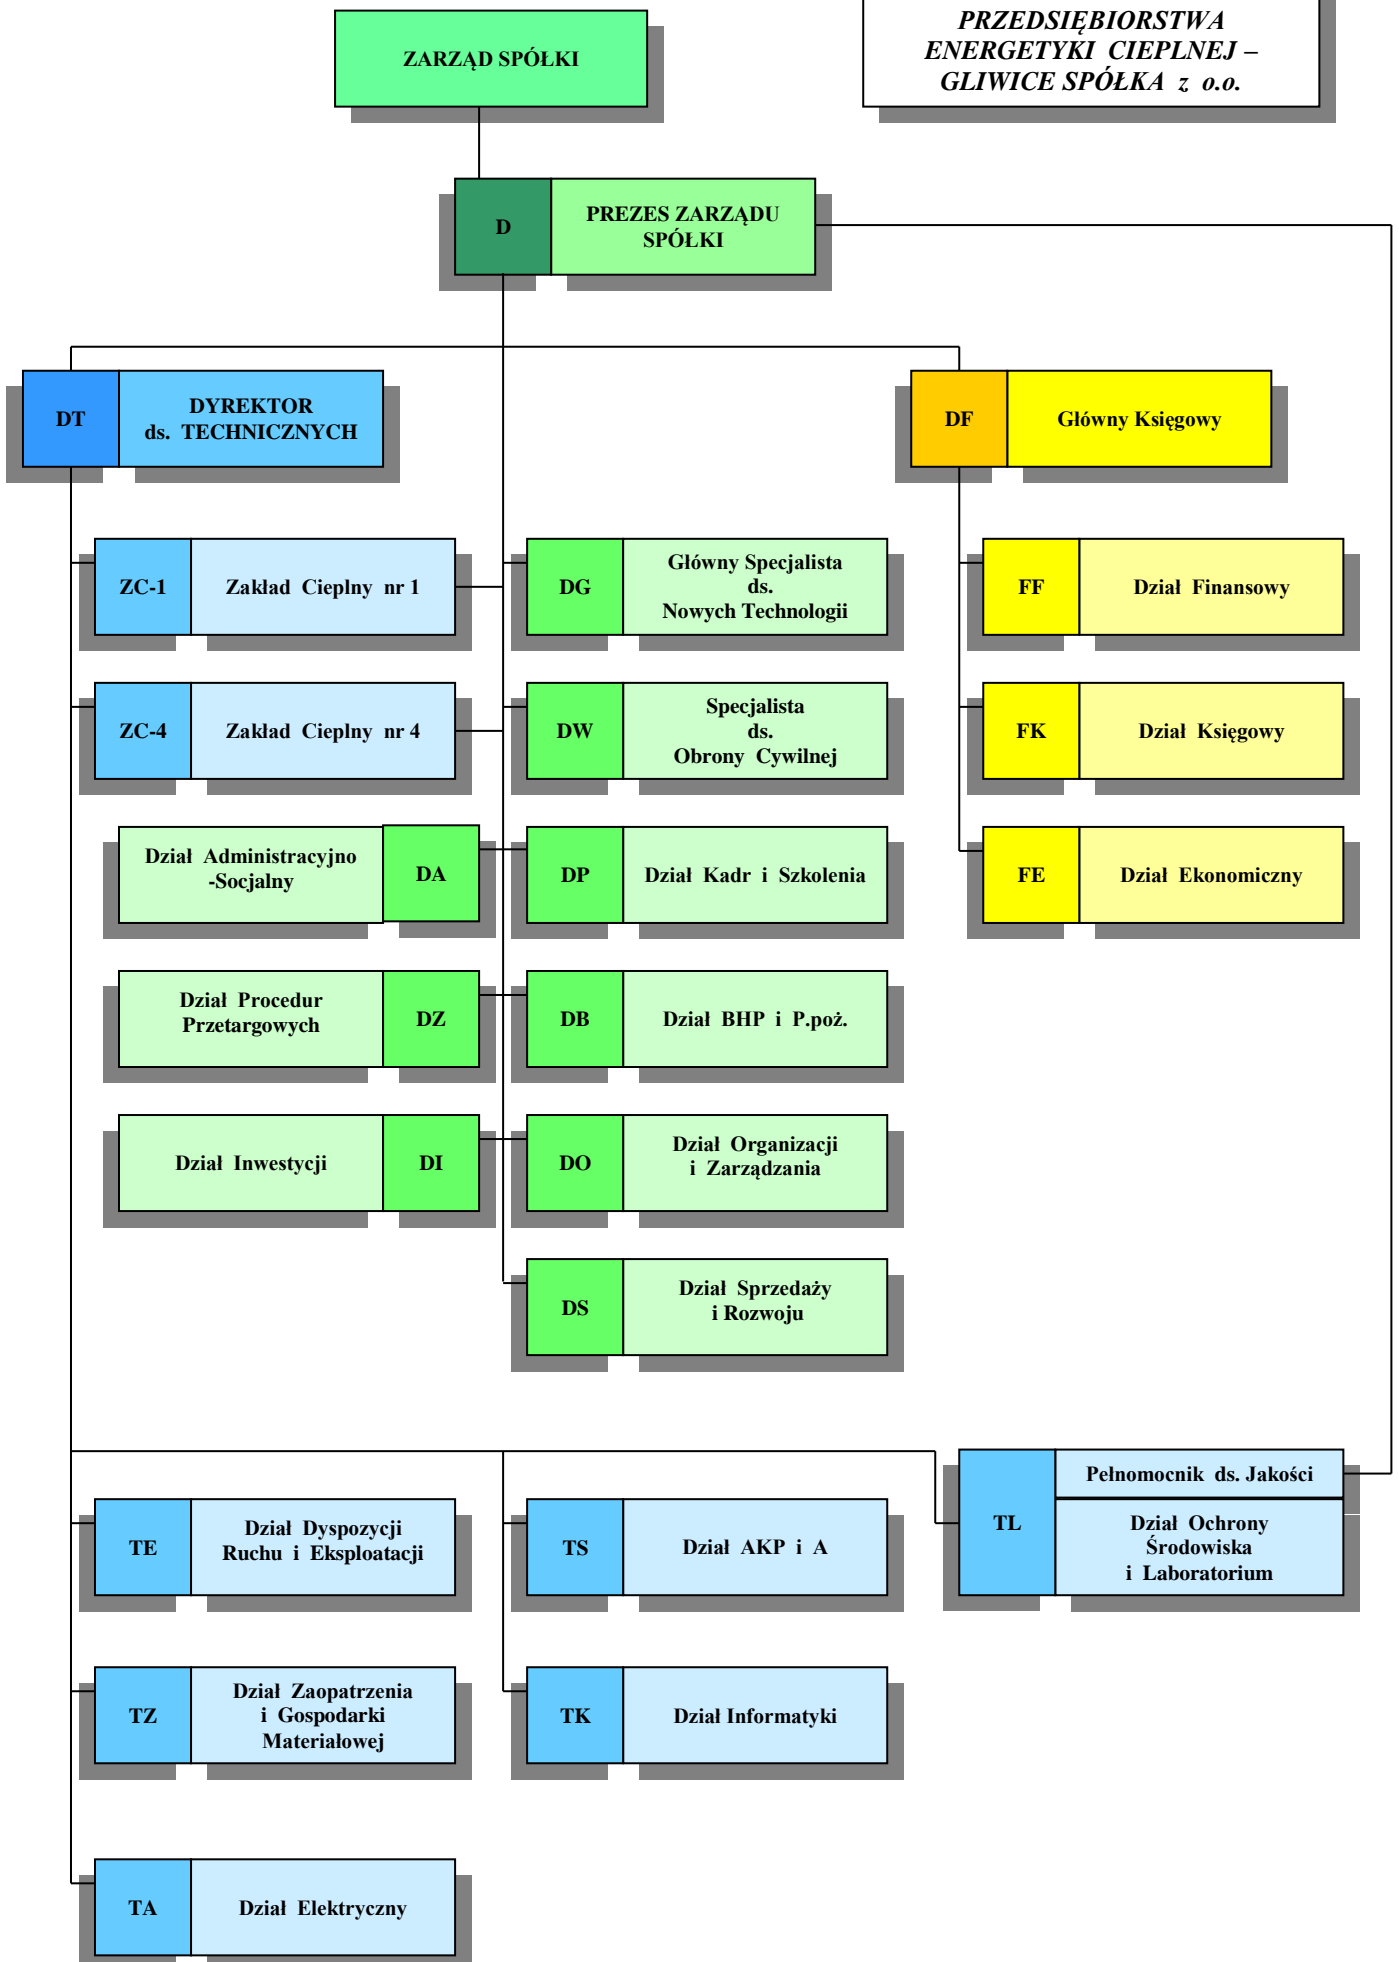 PRZEDSIĘBIORSTWA
ENERGETYKI CIEPLNEJ –
GLIWICE SPÓŁKA z o.o.
ZARZĄD SPÓŁKI
D
PREZES ZARZĄDU
SPÓŁKI
DT
DYREKTOR
ds. TECHNICZNYCH
DF
Główny Księgowy
ZC-1
Zakład Cieplny nr 1
DG
Główny Specjalista
ds.
Nowych Technologii
FF
Dział Finansowy
ZC-4
Zakład Cieplny nr 4
DW
Specjalista
ds.
Obrony Cywilnej
FK
Dział Księgowy
Dział Administracyjno
-Socjalny
DA
DP
Dział Kadr i Szkolenia
FE
Dział Ekonomiczny
Dział Procedur
Przetargowych
DZ
DB
Dział BHP i P.poż.
Dział Inwestycji
DI
DO
Dział Organizacji
i Zarządzania
DS
Dział Sprzedaży
i Rozwoju
TE
Dział Dyspozycji
Ruchu i Eksploatacji
TS
Dział AKP i A
TL
Pełnomocnik ds. Jakości
Dział Ochrony
Środowiska
i Laboratorium
TZ
Dział Zaopatrzenia
i Gospodarki
Materiałowej
TK
Dział Informatyki
TA
Dział Elektryczny